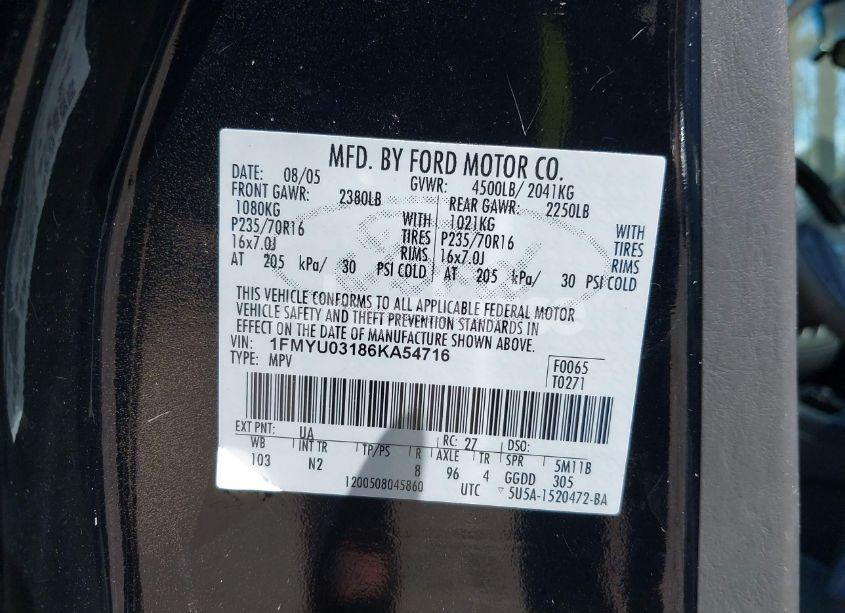 MFD. BY FORD MOTOR CO.
DATE: 08/05 GVWR: 4500LB/ 2041KG
FRONT GAWR: 2380LB REAR GAWR: 2250LB
1080KG WITH 1021KG WITH
P235/70R16 TIRES P235/70R16 TIRES
16x7.0J RIMS 16x7.0J RIMS
AT 205 kPa/ 30 PSI COLD AT 205 kPa/ 30 PSI COLD
THIS VEHICLE CONFORMS TO ALL APPLICABLE FEDERAL MOTOR
VEHICLE SAFETY AND THEFT PREVENTION STANDARDS IN
EFFECT ON THE DATE OF MANUFACTURE SHOWN ABOVE.
VIN: 1FMYU03186KA54716
TYPE: MPV
F0065
T0271
EXT PNT: UA RC: 27 DSO:
WB INT TR TP/PS R AXLE TR SPR 5M11B
103 N2 8 96 4 GGDD 305
1200508045860 UTC ▽ 5U5A-1520472-BA